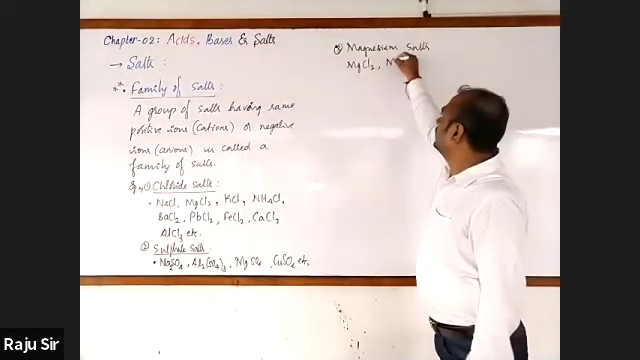 Chapter-02: Acids, Bases & Salts
→ Salts :
**• Family of Salts :
A group of salts having same
positive ions (cations) or negative
ions (anions) is called a
family of salts.
Eg, ① Chloride Salts :
• NaCl, MgCl2, KCl, NH4Cl,
BaCl2, PbCl2, FeCl2, CaCl2
AlCl3 etc.
② Sulphate Salts :
• Na2SO4, Al2(SO4)3, MgSO4, CuSO4 etc,
Magnesium Salts
MgCl2, M
Raju Sir